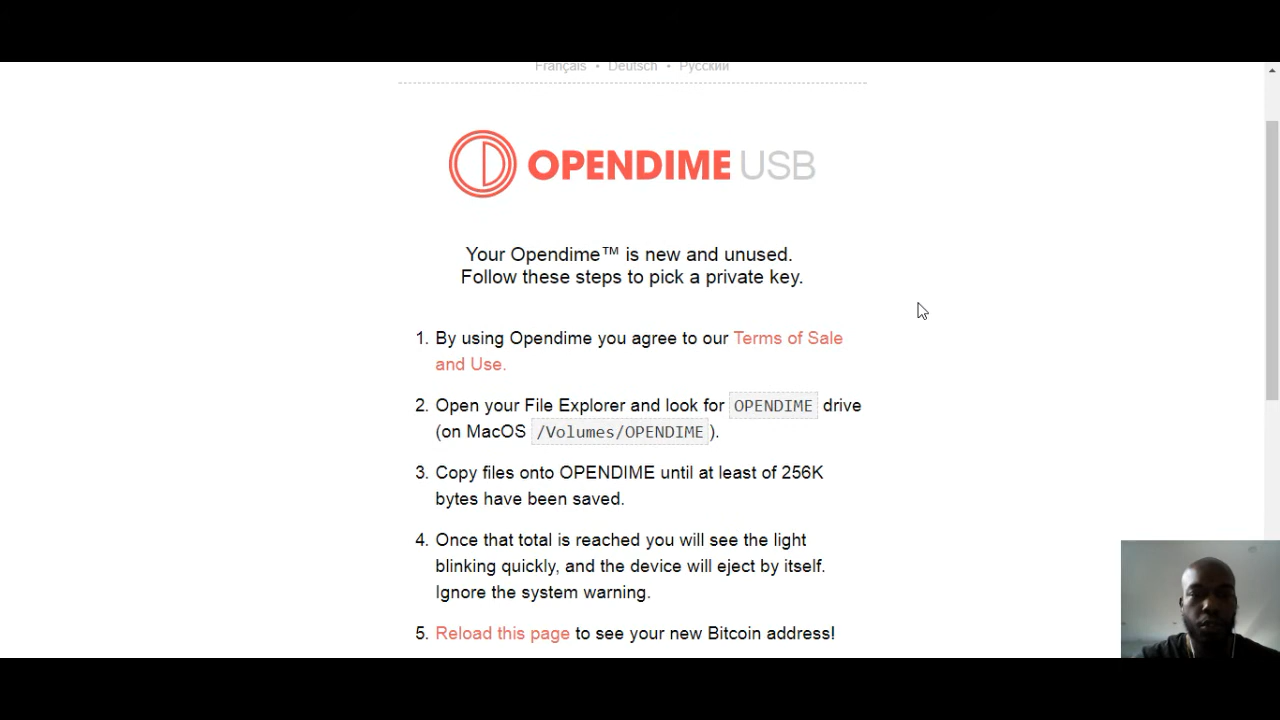 Français • Deutsch • Русский
OPENDIME USB
Your Opendime™ is new and unused.
Follow these steps to pick a private key.
1. By using Opendime you agree to our Terms of Sale
and Use.
2. Open your File Explorer and look for OPENDIME drive
(on MacOS /Volumes/OPENDIME ).
3. Copy files onto OPENDIME until at least of 256K
bytes have been saved.
4. Once that total is reached you will see the light
blinking quickly, and the device will eject by itself.
Ignore the system warning.
5. Reload this page to see your new Bitcoin address!